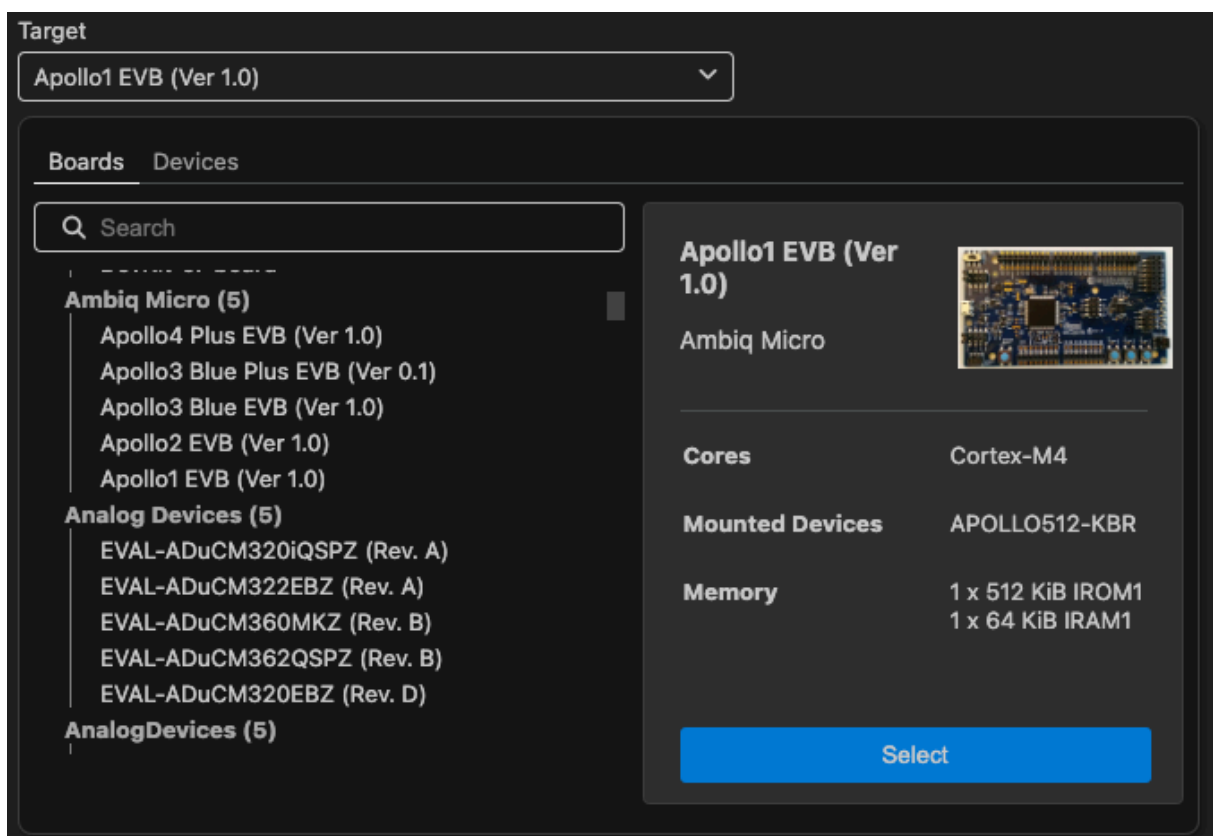 Target
Apollo1 EVB (Ver 1.0)
Boards Devices
Search
Ambiq Micro (5)
Apollo4 Plus EVB (Ver 1.0)
Apollo3 Blue Plus EVB (Ver 0.1)
Apollo3 Blue EVB (Ver 1.0)
Apollo2 EVB (Ver 1.0)
Apollo1 EVB (Ver 1.0)
Analog Devices (5)
EVAL-ADuCM320iQSPZ (Rev. A)
EVAL-ADuCM322EBZ (Rev. A)
EVAL-ADuCM360MKZ (Rev. B)
EVAL-ADuCM362QSPZ (Rev. B)
EVAL-ADuCM320EBZ (Rev. D)
AnalogDevices (5)
Apollo1 EVB (Ver
1.0)
Ambiq Micro
Cores Cortex-M4
Mounted Devices APOLLO512-KBR
Memory 1 x 512 KiB IROM1
1 x 64 KiB IRAM1
Select